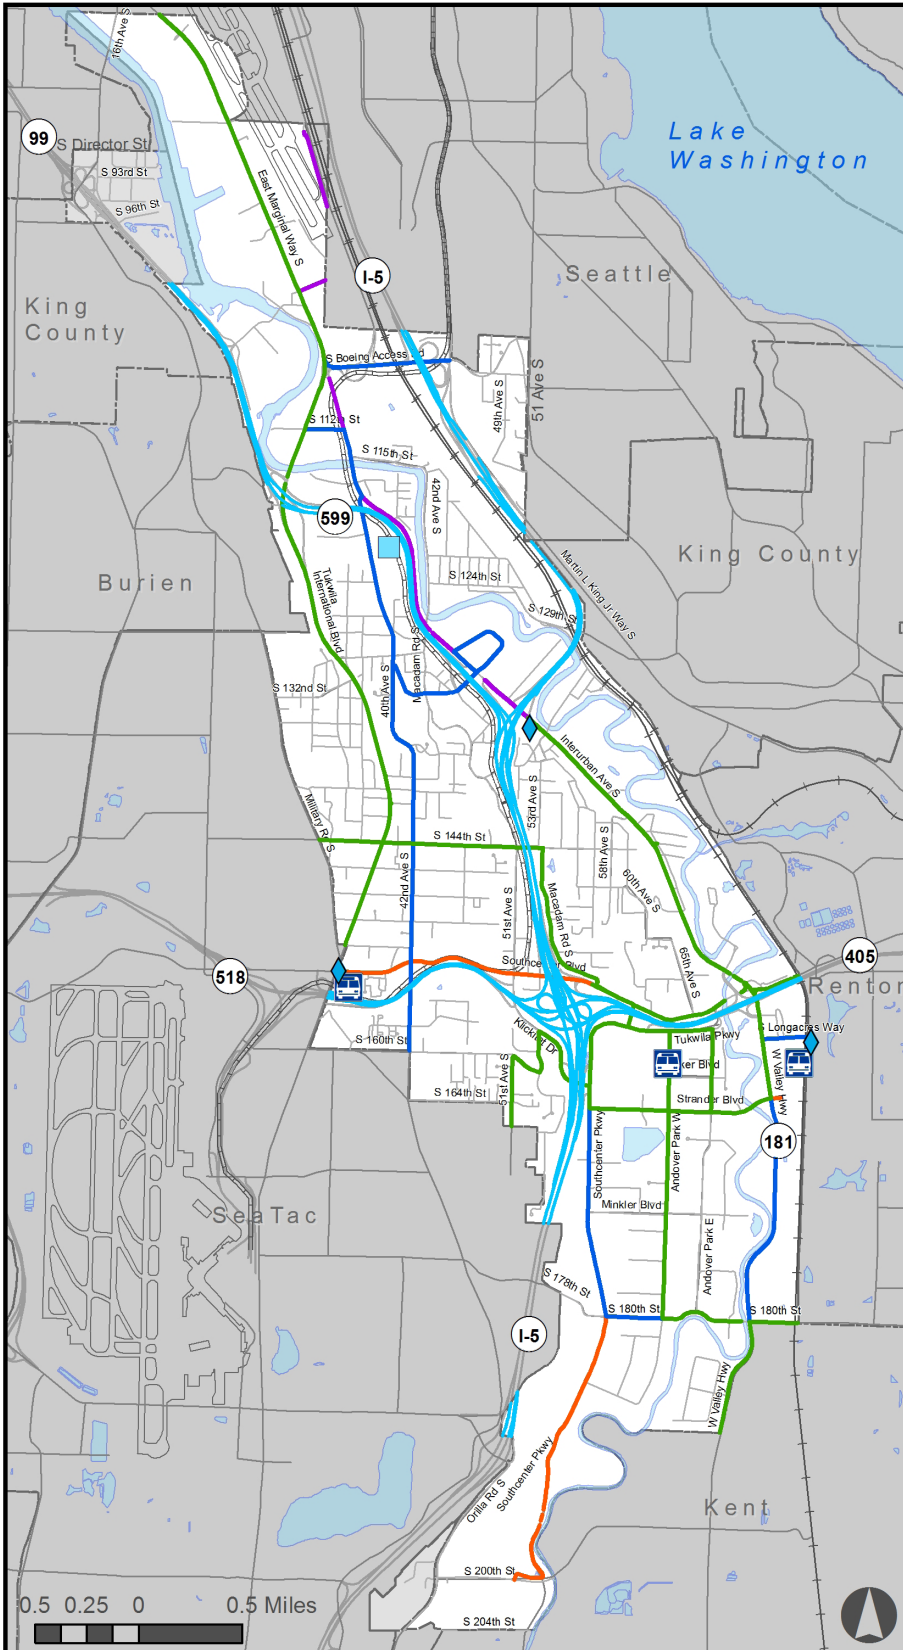 16th Ave S
Lake
Washington
99
S Director St
S 93rd St
S 96th St
East Marginal Way S
I-5
Seattle
King
County
S Boeing Access Rd
49th Ave S
51 Ave S
S 112th St
S 115th St
42nd Ave S
599
Martin L King Jr Way S
King County
Burien
S 124th St
Tukwila
International Blvd
S 129th St
Macadam Rd S
40th Ave S
S 132nd St
Interurban Ave S
53rd Ave S
Military Rd S
S 144th St
58th Ave S
42nd Ave S
60th Ave S
51st Ave S
Macadam Rd S
65th Ave S
518
Southcenter Blvd
405
Renton
S Longacres Way
Klickitat Dr
Tukwila Pkwy
S 160th St
ker Blvd
W Valley Hwy
51st Ave S
S 164th St
Strander Blvd
181
Southcenter Pkwy
Andover Park W
SeaTac
Minkler Blvd
Andover Park E
S 178th St
S 180th St
S 180th St
I-5
W Valley Hwy
Southcenter Pkwy
Orilla Rd S
Kent
S 200th St
0.5 0.25 0 0.5 Miles
S 204th St